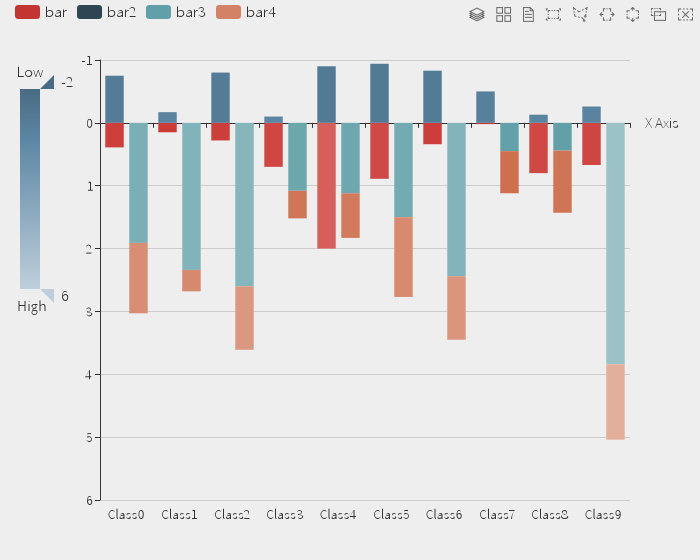 bar bar2 bar3 bar4
Low
-2
6
High
-1
0
1
2
3
4
5
6
X Axis
Class0 Class1 Class2 Class3 Class4 Class5 Class6 Class7 Class8 Class9